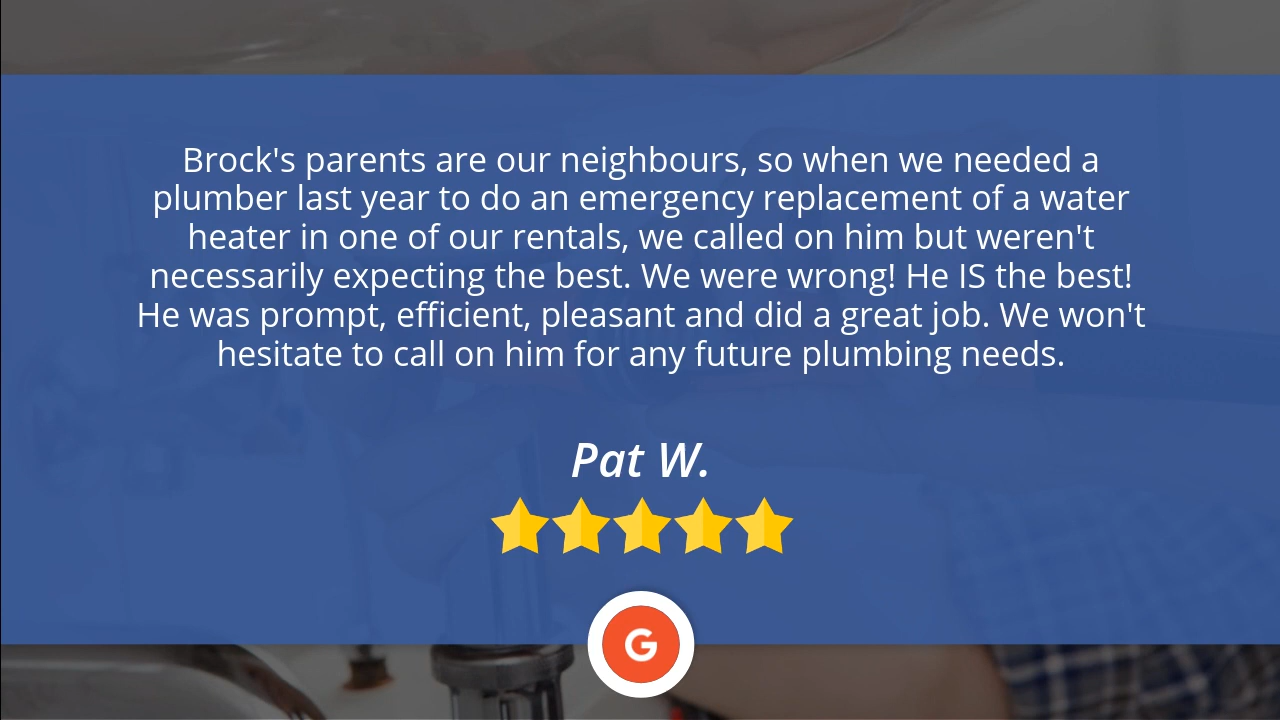 Brock's parents are our neighbours, so when we needed a
plumber last year to do an emergency replacement of a water
heater in one of our rentals, we called on him but weren't
necessarily expecting the best. We were wrong! He IS the best!
He was prompt, efficient, pleasant and did a great job. We won't
hesitate to call on him for any future plumbing needs.
Pat W.
G